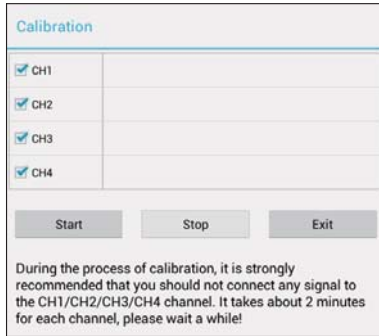 Calibration
CH1
CH2
CH3
CH4
Start Stop Exit
During the process of calibration, it is strongly
recommended that you should not connect any signal to
the CH1/CH2/CH3/CH4 channel. It takes about 2 minutes
for each channel, please wait a while!